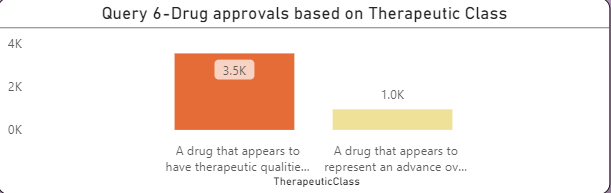 Query 6-Drug approvals based on Therapeutic Class
4K
3.5K
2K
1.0K
0K
A drug that appears to
have therapeutic qualitie...
A drug that appears to
represent an advance ov...
TherapeuticClass